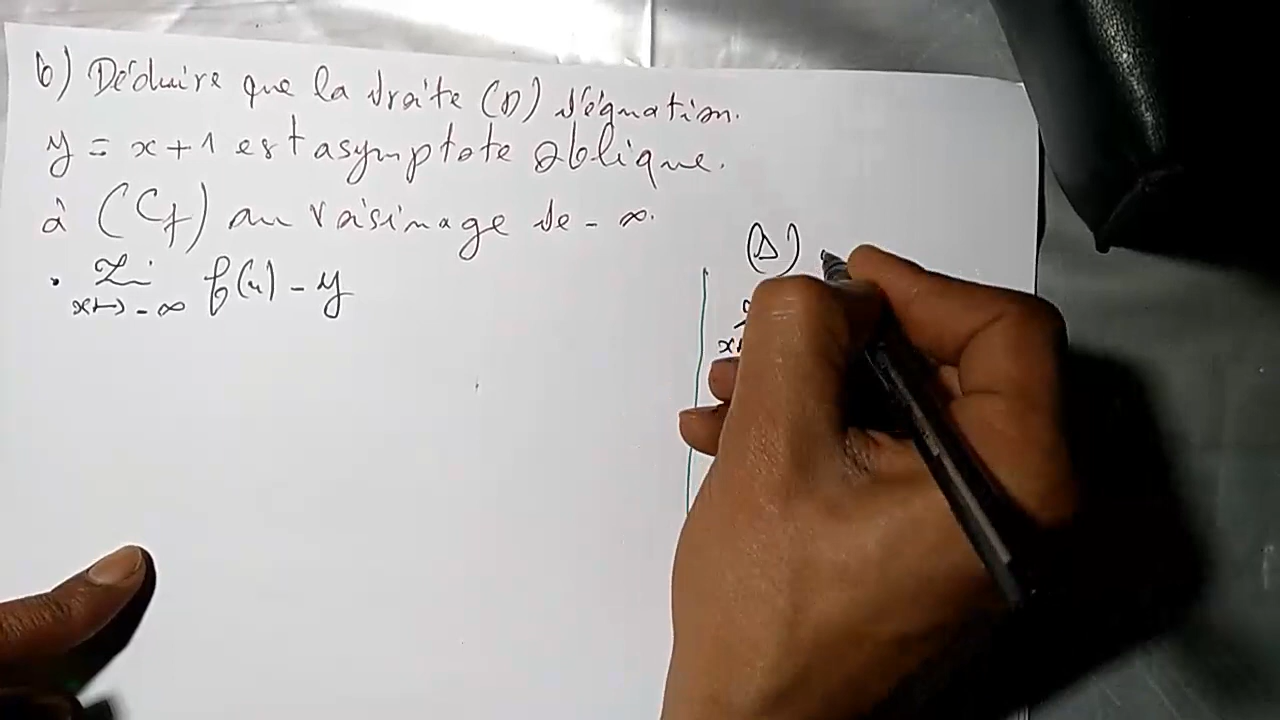 b) Déduire que la droite (D) d'équation.
y = x + 1 est asymptote oblique.
à (Cf) au voisinage de - ∞.
. Lim f(x) - y
x↦ - ∞
(Δ)
x